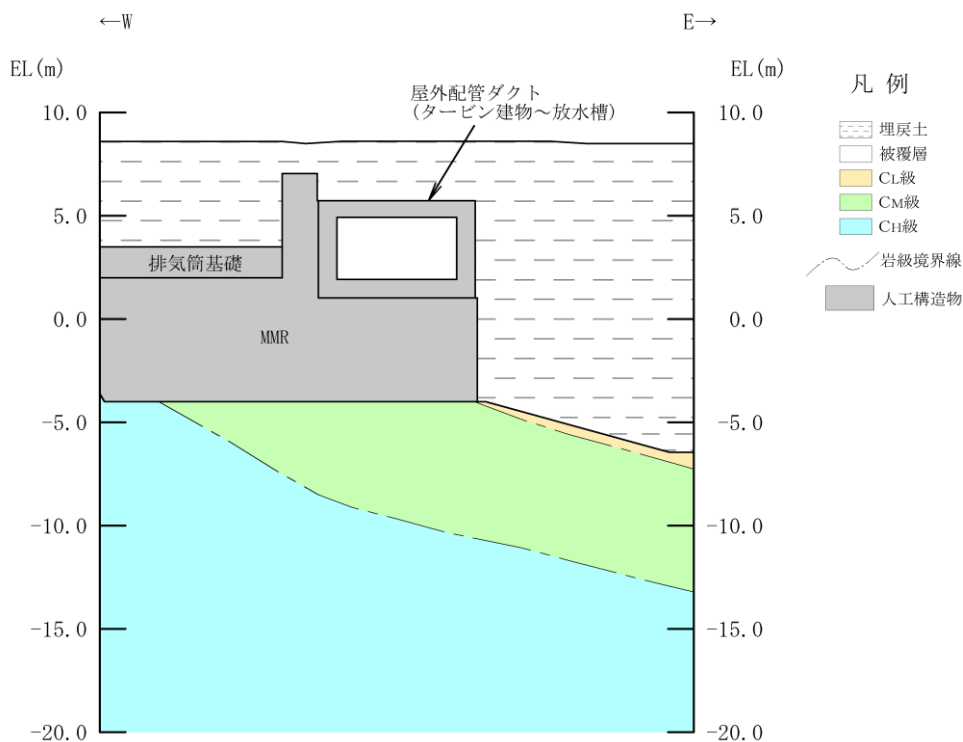 ←W
E→
EL(m)
EL(m)
10.0
5.0
0.0
-5.0
-10.0
-15.0
-20.0
屋外配管ダクト
(タービン建物～放水槽)
排気筒基礎
MMR
10.0
5.0
0.0
-5.0
-10.0
-15.0
-20.0
凡 例
埋戻土
被覆層
CL級
CM級
CH級
岩級境界線
人工構造物